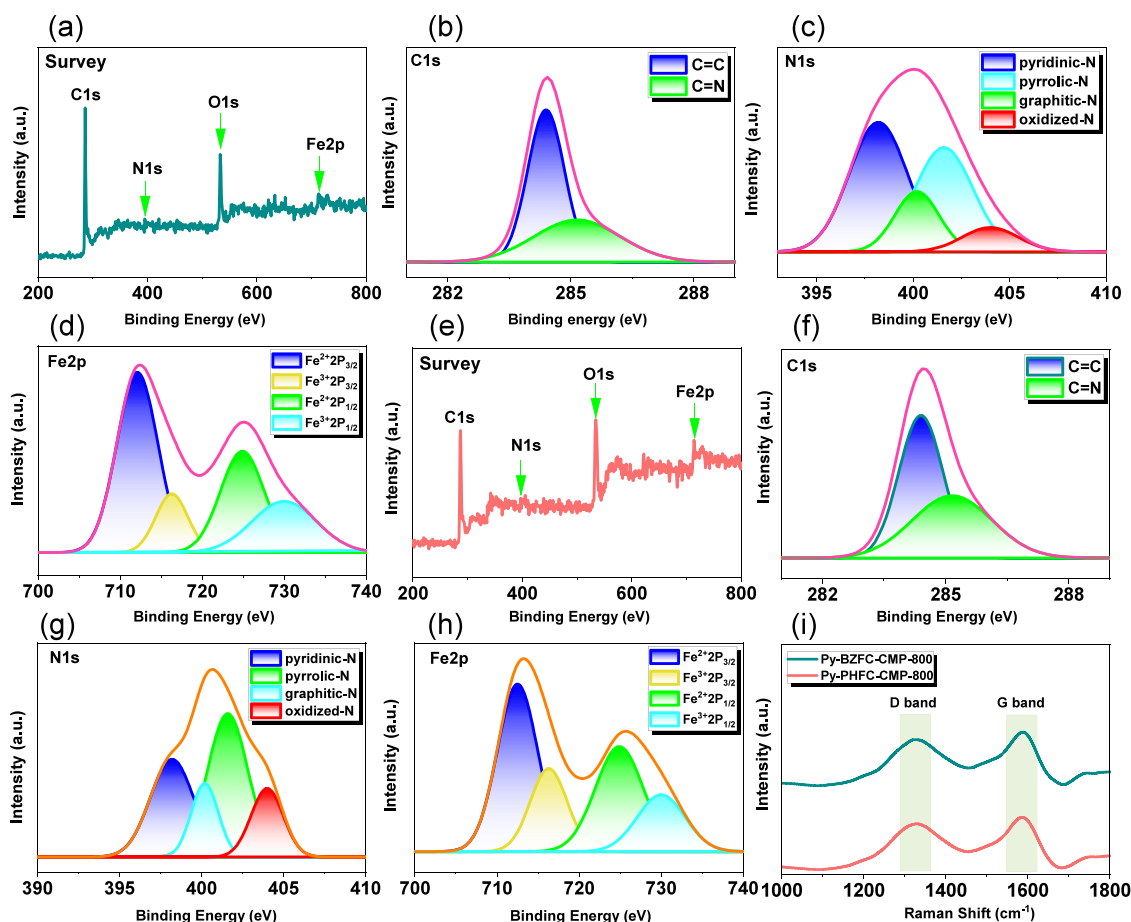 (a)
Survey
C1s
O1s
N1s
Fe2p
Intensity (a.u.)
200 400 600 800
Binding Energy (eV)
(b)
C1s
C=C
C=N
Intensity (a.u.)
282 285 288
Binding energy (eV)
(c)
N1s
pyridinic-N
pyrrolic-N
graphitic-N
oxidized-N
Intensity (a.u.)
395 400 405 410
Binding Energy (eV)
(d)
Fe2p
Fe²⁺2P₃/₂
Fe³⁺2P₃/₂
Fe²⁺2P₁/₂
Fe³⁺2P₁/₂
Intensity (a.u.)
700 710 720 730 740
Binding Energy (eV)
(e)
Survey
O1s
C1s
Fe2p
N1s
Intensity (a.u.)
200 400 600 800
Binding Energy (eV)
(f)
C1s
C=C
C=N
Intensity (a.u.)
282 285 288
Binding Energy (eV)
(g)
N1s
pyridinic-N
pyrrolic-N
graphitic-N
oxidized-N
Intensity (a.u.)
390 395 400 405 410
Binding Energy (eV)
(h)
Fe2p
Fe²⁺2P₃/₂
Fe³⁺2P₃/₂
Fe²⁺2P₁/₂
Fe³⁺2P₁/₂
Intensity (a.u.)
700 710 720 730 740
Binding Energy (eV)
(i)
Py-BZFC-CMP-800
Py-PHFC-CMP-800
D band G band
Intensity (a.u.)
1000 1200 1400 1600 1800
Raman Shift (cm⁻¹)